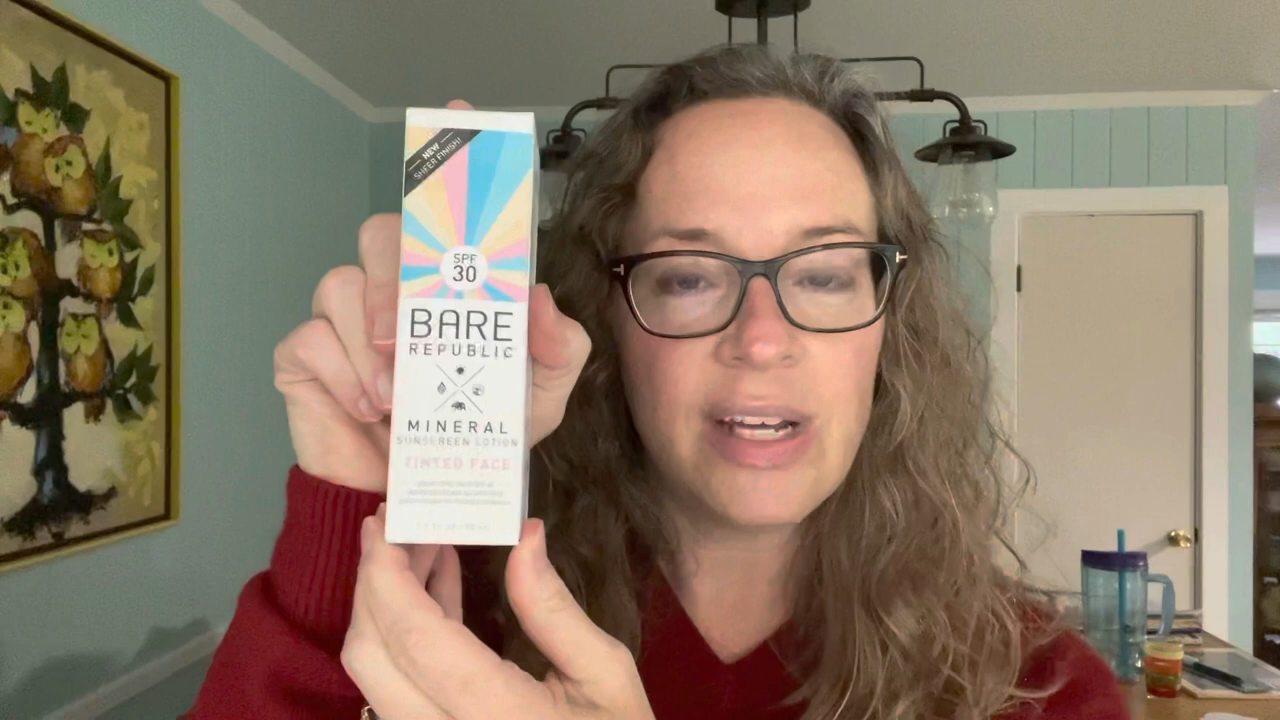 NEW
SHEER FINISH!
SPF
30
BARE
REPUBLIC
MINERAL
SUNSCREEN LOTION
TINTED FACE